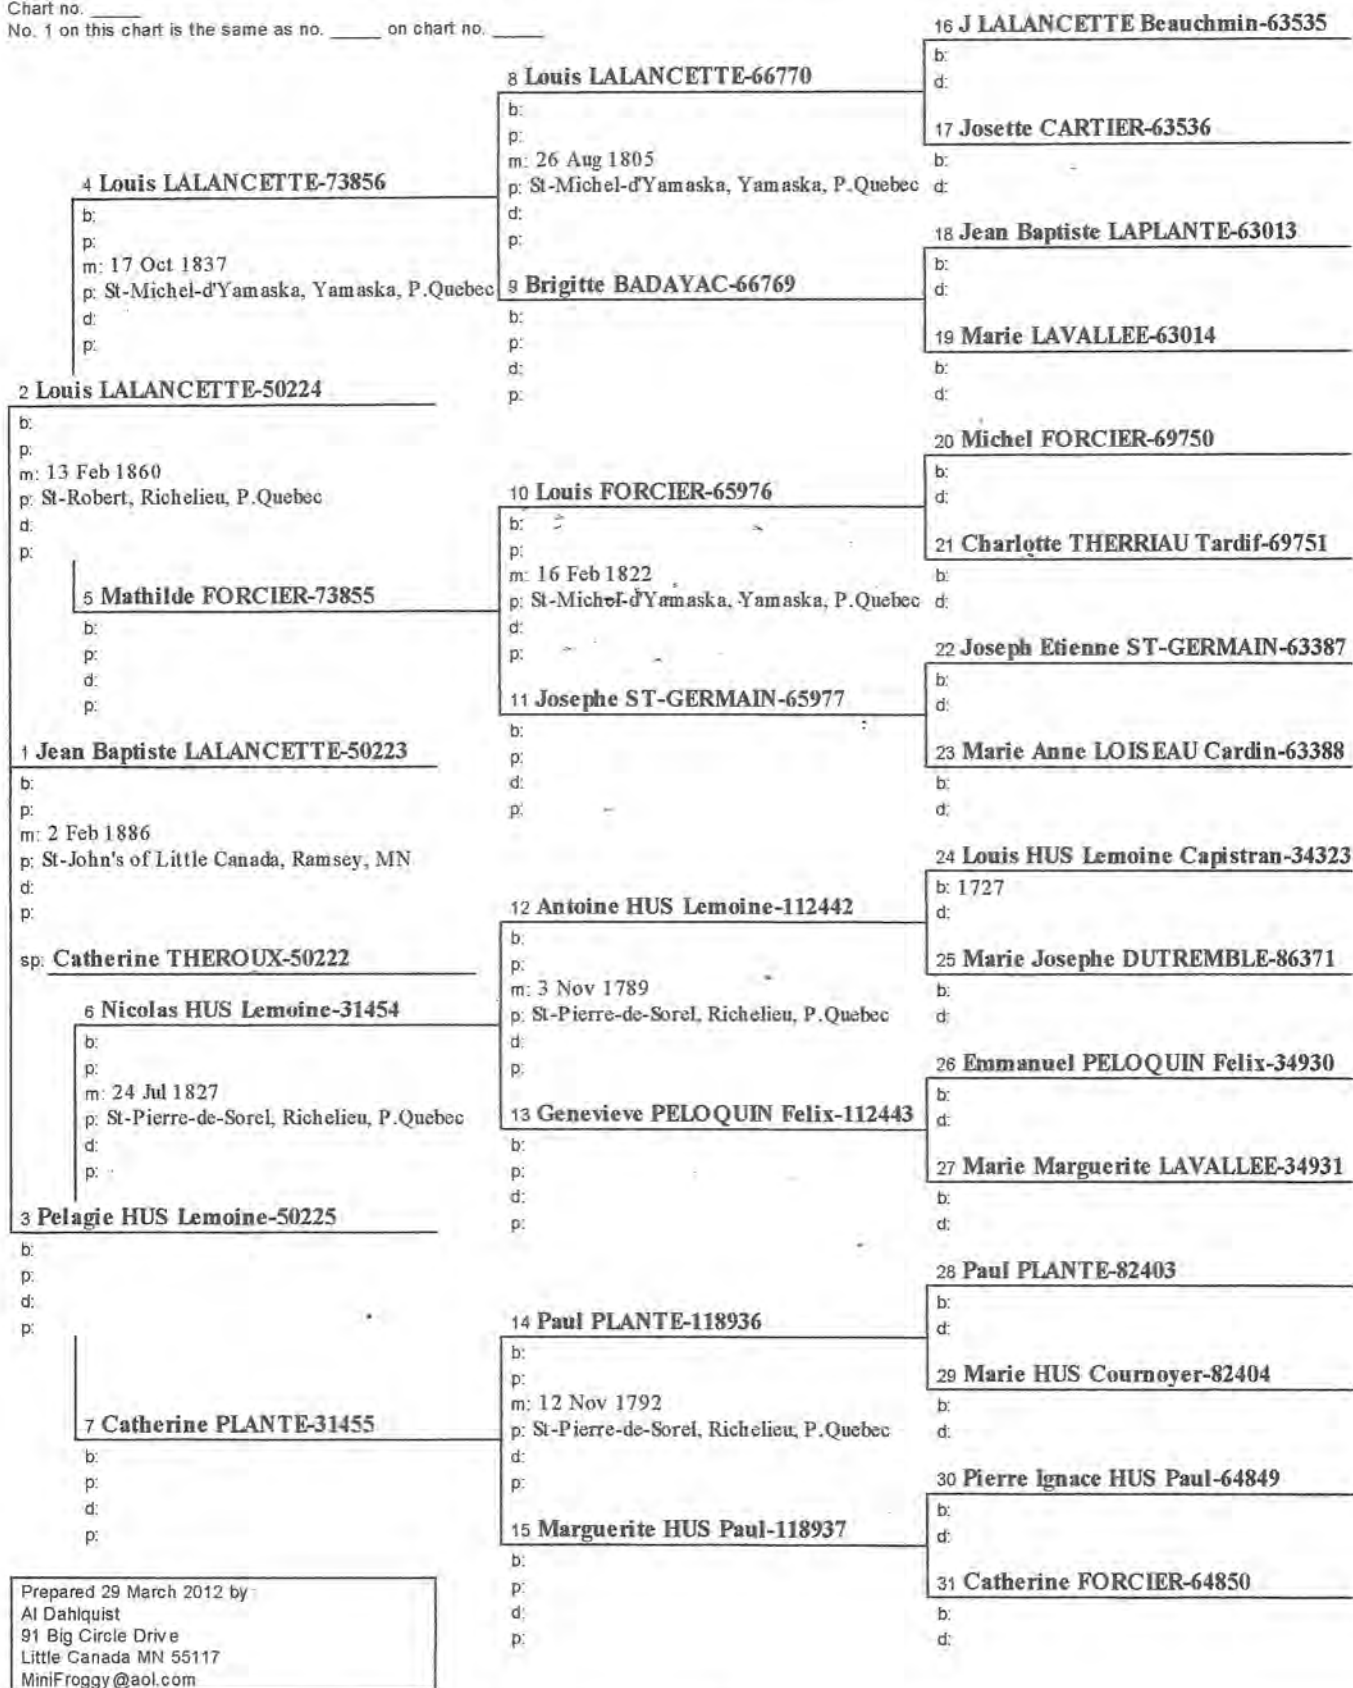 Chart no. _____
No. 1 on this chart is the same as no. _____ on chart no. _____
16 J LALANCETTE Beauchmin-63535
b:
d:
8 Louis LALANCETTE-66770
b:
p:
m: 26 Aug 1805
p: St-Michel-d'Yamaska, Yamaska, P.Quebec
d:
p:
17 Josette CARTIER-63536
b:
d:
4 Louis LALANCETTE-73856
b:
p:
m: 17 Oct 1837
p: St-Michel-d'Yamaska, Yamaska, P.Quebec
d:
p:
18 Jean Baptiste LAPLANTE-63013
b:
d:
9 Brigitte BADAYAC-66769
b:
p:
d:
p:
19 Marie LAVALLEE-63014
b:
d:
2 Louis LALANCETTE-50224
b:
p:
m: 13 Feb 1860
p: St-Robert, Richelieu, P.Quebec
d:
p:
20 Michel FORCIER-69750
b:
d:
10 Louis FORCIER-65976
b:
p:
m: 16 Feb 1822
p: St-Michel-d'Yamaska, Yamaska, P.Quebec
d:
p:
21 Charlotte THERRIAU Tardif-69751
b:
d:
5 Mathilde FORCIER-73855
b:
p:
d:
p:
22 Joseph Etienne ST-GERMAIN-63387
b:
d:
11 Josephe ST-GERMAIN-65977
b:
p:
d:
p:
23 Marie Anne LOISEAU Cardin-63388
b:
d:
1 Jean Baptiste LALANCETTE-50223
b:
p:
m: 2 Feb 1886
p: St-John's of Little Canada, Ramsey, MN
d:
p:
sp: Catherine THEROUX-50222
24 Louis HUS Lemoine Capistran-34323
b: 1727
d:
12 Antoine HUS Lemoine-112442
b:
p:
m: 3 Nov 1789
p: St-Pierre-de-Sorel, Richelieu, P.Quebec
d:
p:
25 Marie Josephe DUTREMBLE-86371
b:
d:
6 Nicolas HUS Lemoine-31454
b:
p:
m: 24 Jul 1827
p: St-Pierre-de-Sorel, Richelieu, P.Quebec
d:
p:
26 Emmanuel PELOQUIN Felix-34930
b:
d:
13 Genevieve PELOQUIN Felix-112443
b:
p:
d:
p:
27 Marie Marguerite LAVALLEE-34931
b:
d:
3 Pelagie HUS Lemoine-50225
b:
p:
d:
p:
28 Paul PLANTE-82403
b:
d:
14 Paul PLANTE-118936
b:
p:
m: 12 Nov 1792
p: St-Pierre-de-Sorel, Richelieu, P.Quebec
d:
p:
29 Marie HUS Cournoyer-82404
b:
d:
7 Catherine PLANTE-31455
b:
p:
d:
p:
30 Pierre Ignace HUS Paul-64849
b:
d:
15 Marguerite HUS Paul-118937
b:
p:
d:
p:
31 Catherine FORCIER-64850
b:
d:
Prepared 29 March 2012 by
Al Dahlquist
91 Big Circle Drive
Little Canada MN 55117
MiniFroggy@aol.com